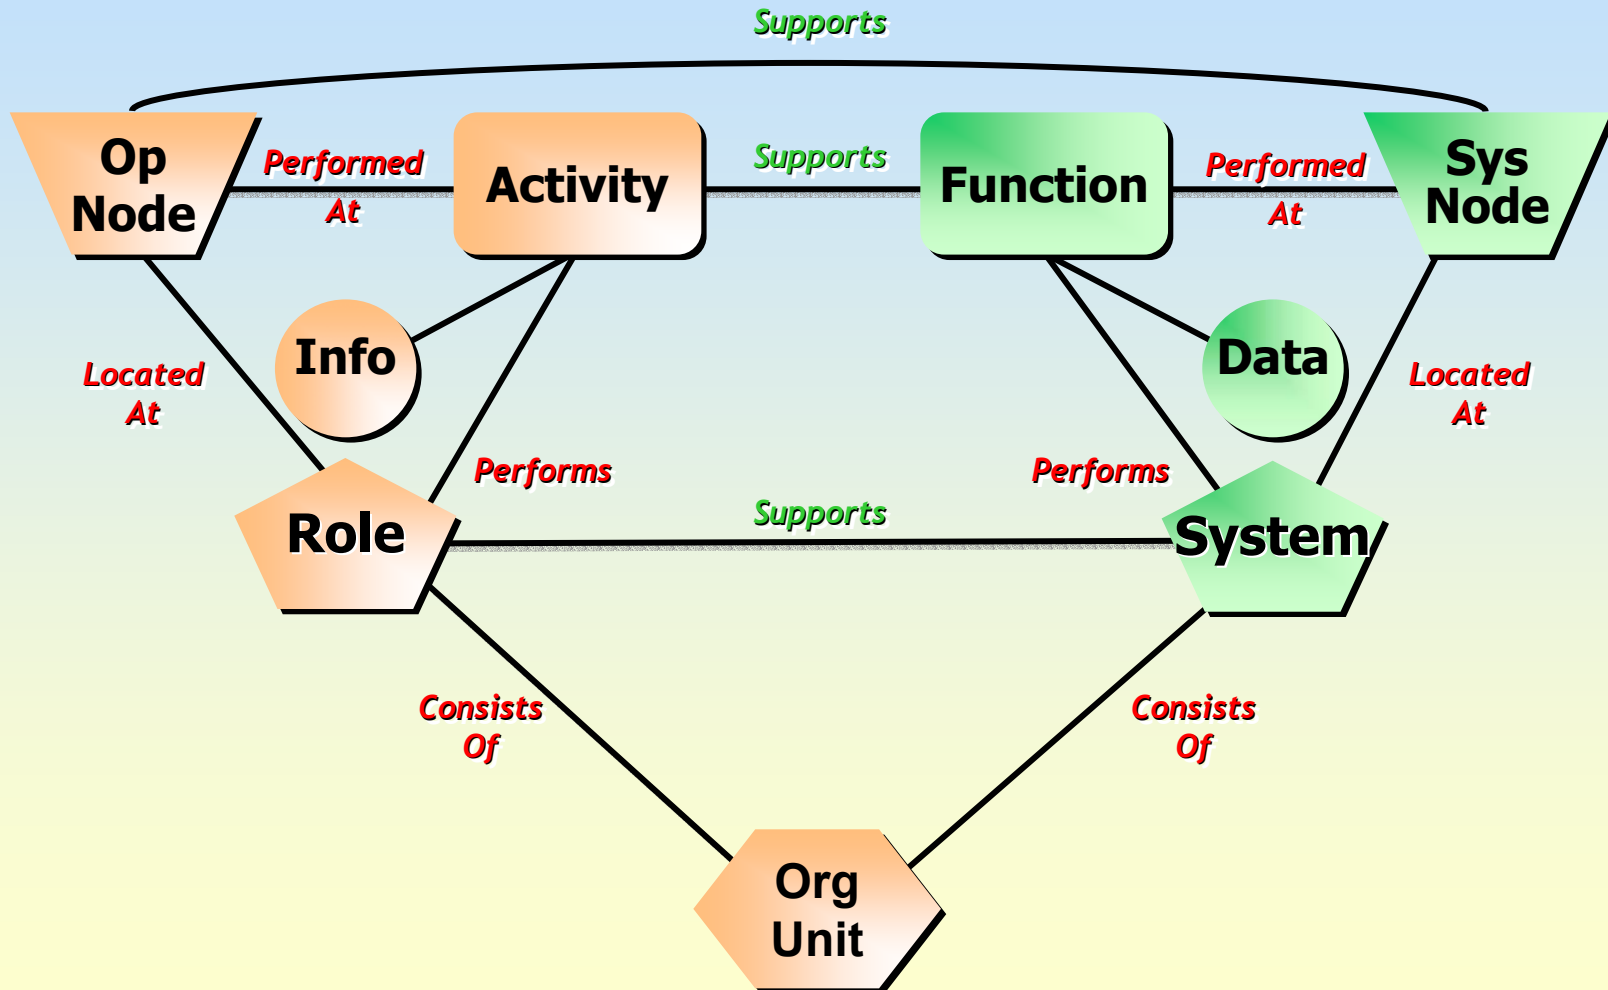 Supports
Op
Node
Performed
At
Activity
Supports
Function
Performed
At
Sys
Node
Located
At
Info
Data
Located
At
Performs
Performs
Role
Supports
System
Consists
Of
Consists
Of
Org
Unit